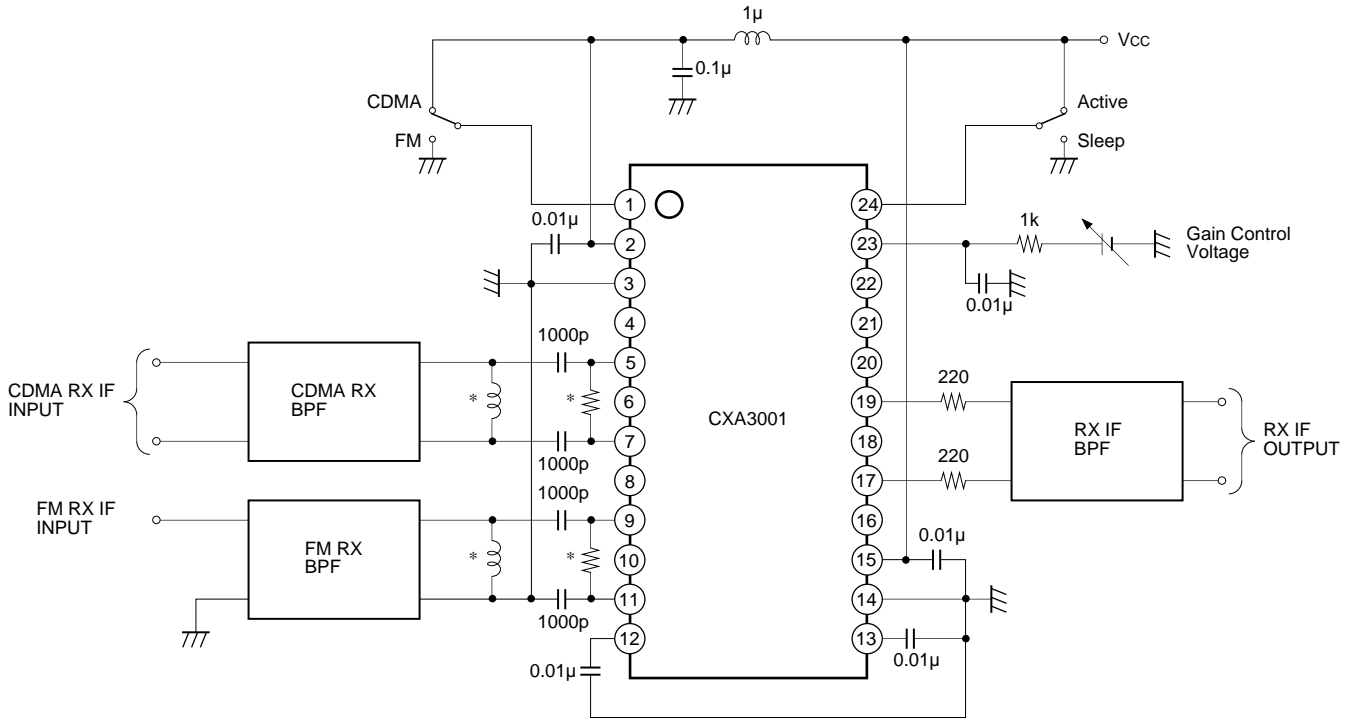 1µ
VCC
0.1µ
CDMA
FM
Active
Sleep
1
24
0.01µ
1k
2
23
Gain Control
Voltage
3
22
0.01µ
4
21
1000p
5
20
CDMA RX IF
INPUT
CDMA RX
BPF
*
*
6
19
220
CXA3001
RX IF
BPF
RX IF
OUTPUT
7
18
1000p
220
8
17
1000p
FM RX IF
INPUT
9
16
FM RX
BPF
*
*
10
15
0.01µ
11
14
1000p
12
13
0.01µ
0.01µ